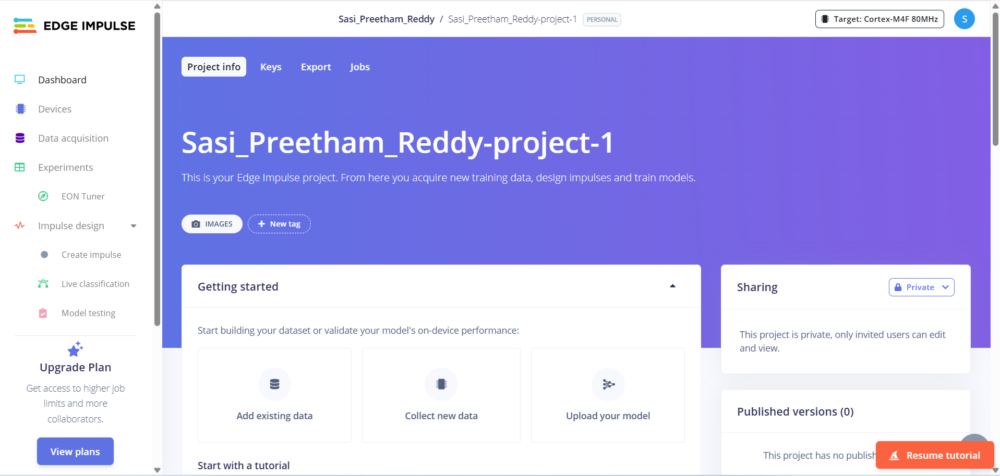 EDGE IMPULSE
Dashboard
Devices
Data acquisition
Experiments
EON Tuner
Impulse design
Create impulse
Live classification
Model testing
Upgrade Plan
Get access to higher job
limits and more
collaborators.
View plans
Sasi_Preetham_Reddy / Sasi_Preetham_Reddy-project-1 PERSONAL
Target: Cortex-M4F 80MHz
S
Project info Keys Export Jobs
Sasi_Preetham_Reddy-project-1
This is your Edge Impulse project. From here you acquire new training data, design impulses and train models.
IMAGES
+ New tag
Getting started
Start building your dataset or validate your model's on-device performance:
Add existing data
Collect new data
Upload your model
Start with a tutorial
Sharing
Private
This project is private, only invited users can edit
and view.
Published versions (0)
This project has no publish
Resume tutorial